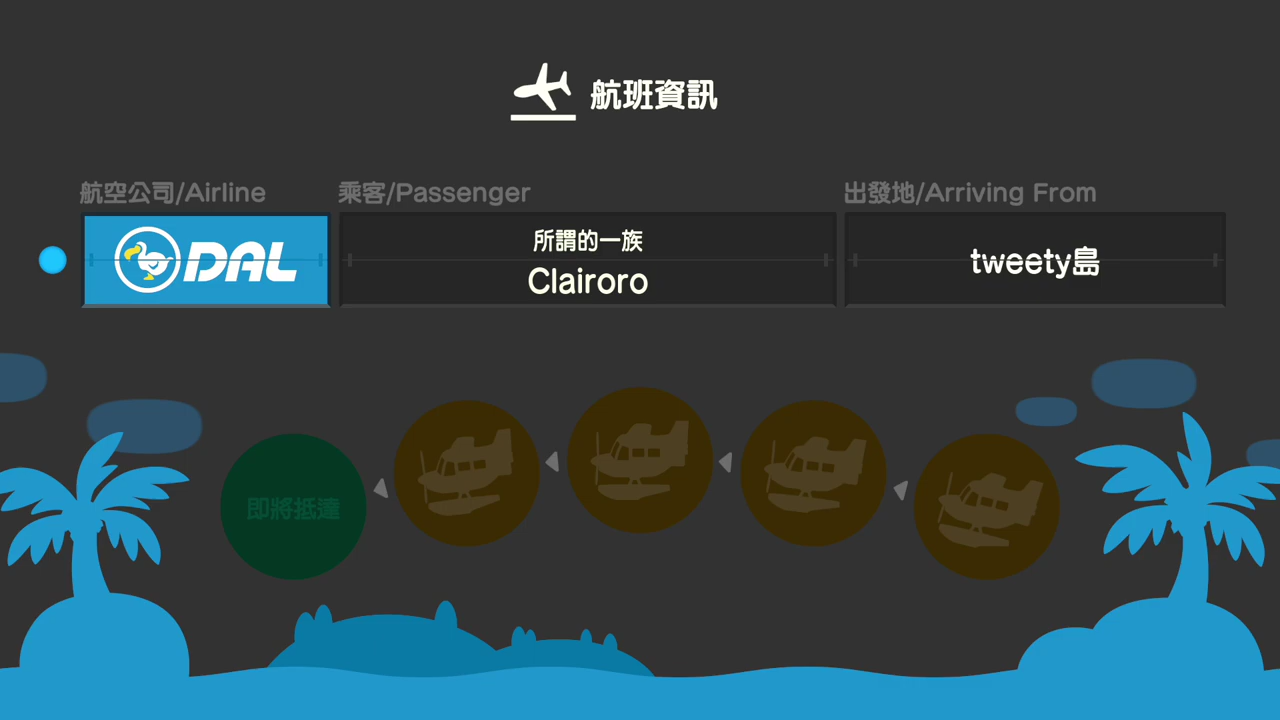 航班資訊
航空公司/Airline
乘客/Passenger
出發地/Arriving From
DAL
所謂的一族
Clairoro
tweety島
即將抵達